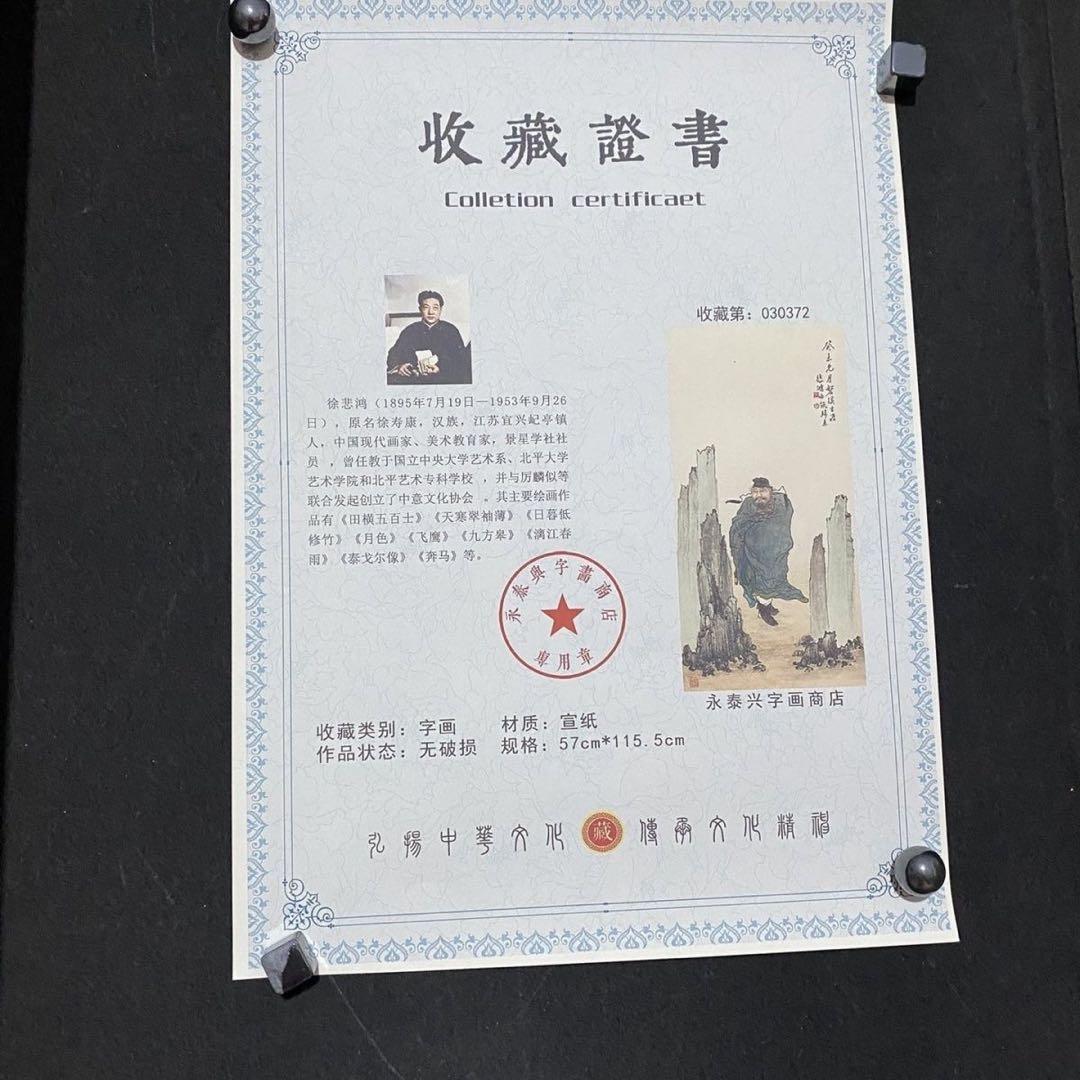 收藏證書
Colletion certificaet
收藏第：030372
徐悲鸿（1895年7月19日—1953年9月26
日），原名徐寿康，汉族，江苏宜兴屺亭镇
人，中国现代画家、美术教育家，景星学社社
员 ，曾任教于国立中央大学艺术系、北平大学
艺术学院和北平艺术专科学校 ，并与厉麟似等
联合发起创立了中意文化协会 。其主要绘画作
品有《田横五百士》《天寒翠袖薄》《日暮低
修竹》《月色》《飞鹰》《九方皋》《漓江春
雨》《泰戈尔像》《奔马》等。
永泰興字畫商店
專用章
永泰兴字画商店
收藏类别：字画 材质：宣纸
作品状态：无破损 规格：57cm*115.5cm
弘揚中華文化 藏 傳承文化精神